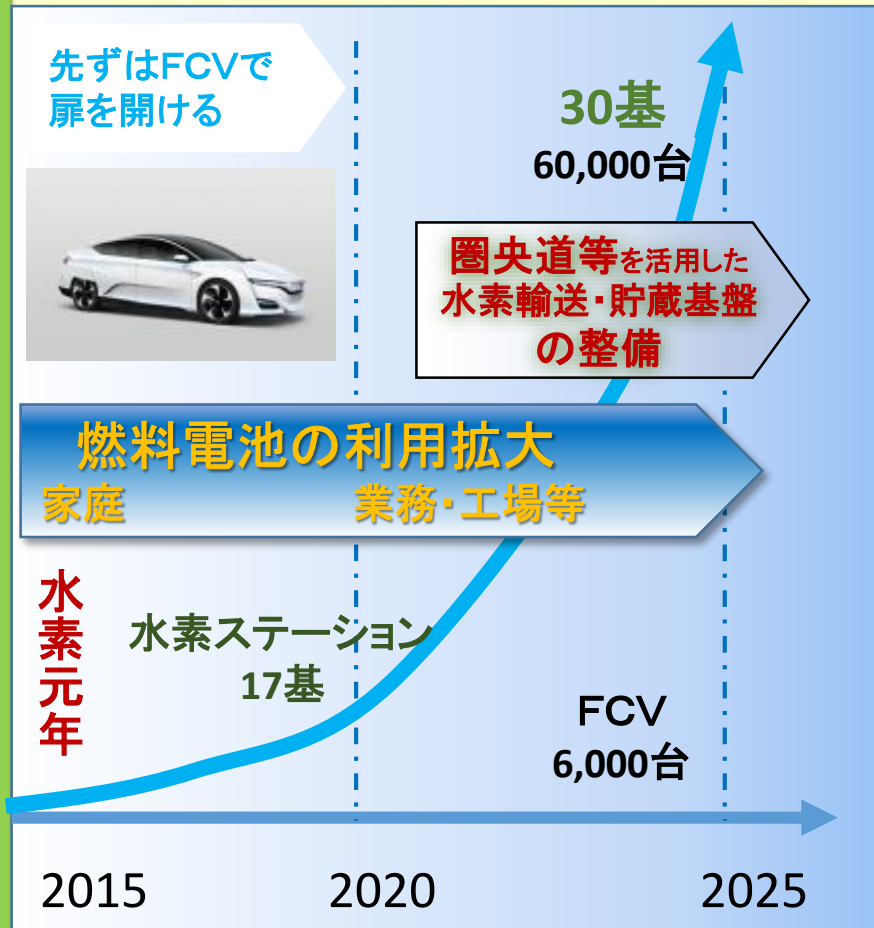 先ずはFCVで
扉を開ける
30基
60,000台
圏央道等を活用した
水素輸送・貯蔵基盤
の整備
燃料電池の利用拡大
家庭 業務・工場等
水素元年
水素ステーション
17基
FCV
6,000台
2015 2020 2025